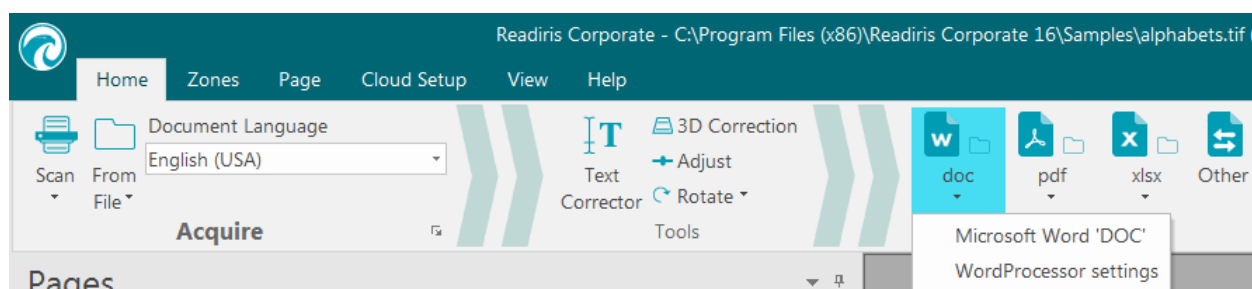 Readiris Corporate - C:\Program Files (x86)\Readiris Corporate 16\Samples\alphabets.tif (
Home Zones Page Cloud Setup View Help
Document Language
English (USA)
Scan
From
File
Acquire
Text
Corrector
3D Correction
Adjust
Rotate
Tools
W
doc
pdf
X
xlsx
Other
Microsoft Word 'DOC'
WordProcessor settings
Pages